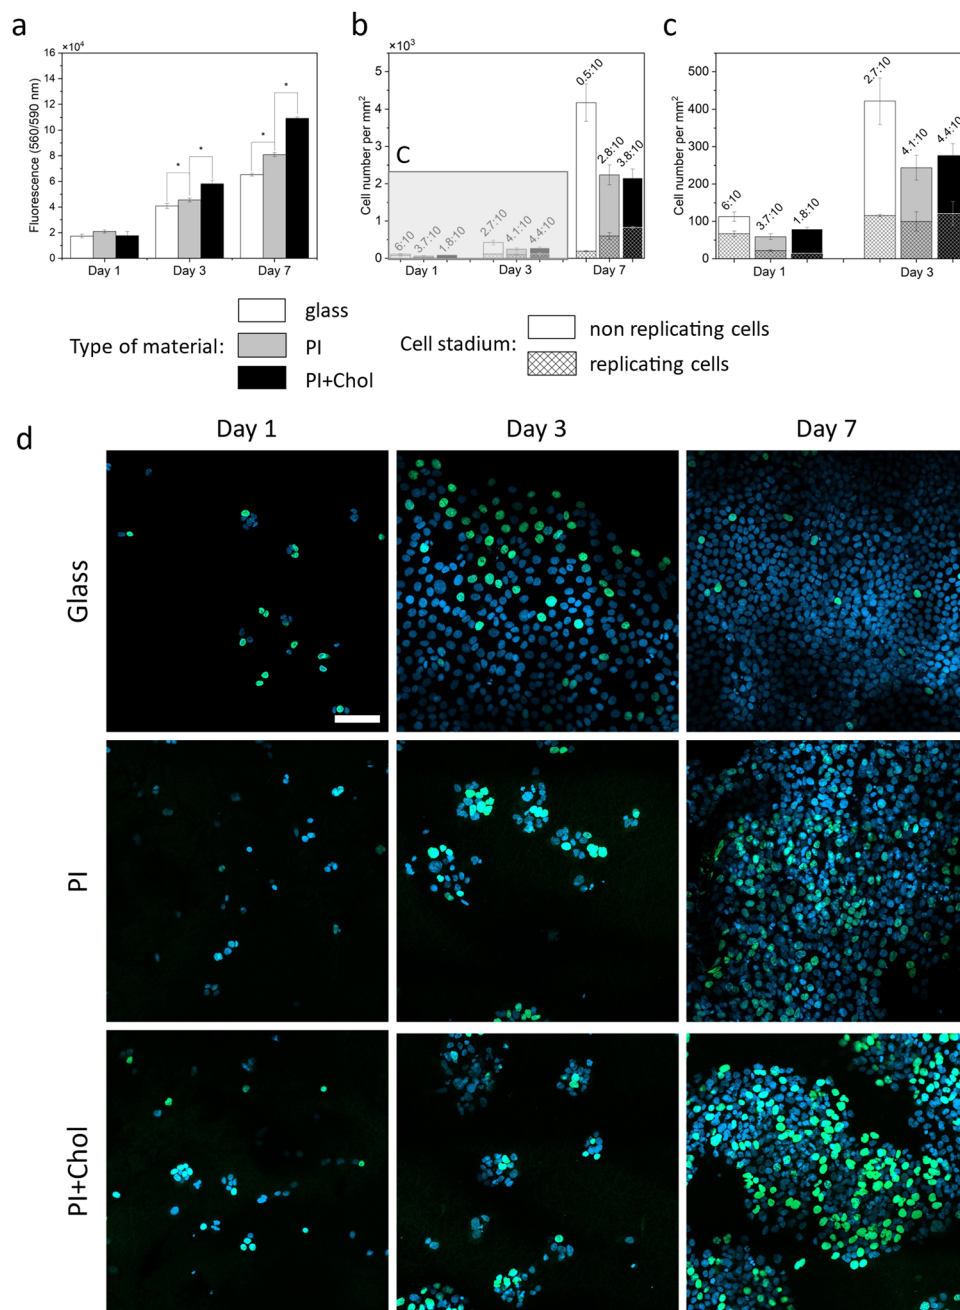 a
×10⁴
16
14
12
10
8
6
4
2
0
Fluorescence (560/590 nm)
* * * *
Day 1 Day 3 Day 7
b
×10³
5
4
3
2
1
0
Cell number per mm²
C
6:10 3.7:10 1.8:10
2.7:10 4.1:10 4.4:10
0.5:10 2.8:10 3.8:10
Day 1 Day 3 Day 7
c
500
400
300
200
100
0
Cell number per mm²
6:10 3.7:10 1.8:10
2.7:10 4.1:10 4.4:10
Day 1 Day 3
Type of material:
glass
PI
PI+Chol
Cell stadium:
non replicating cells
replicating cells
d
Day 1 Day 3 Day 7
Glass
PI
PI+Chol